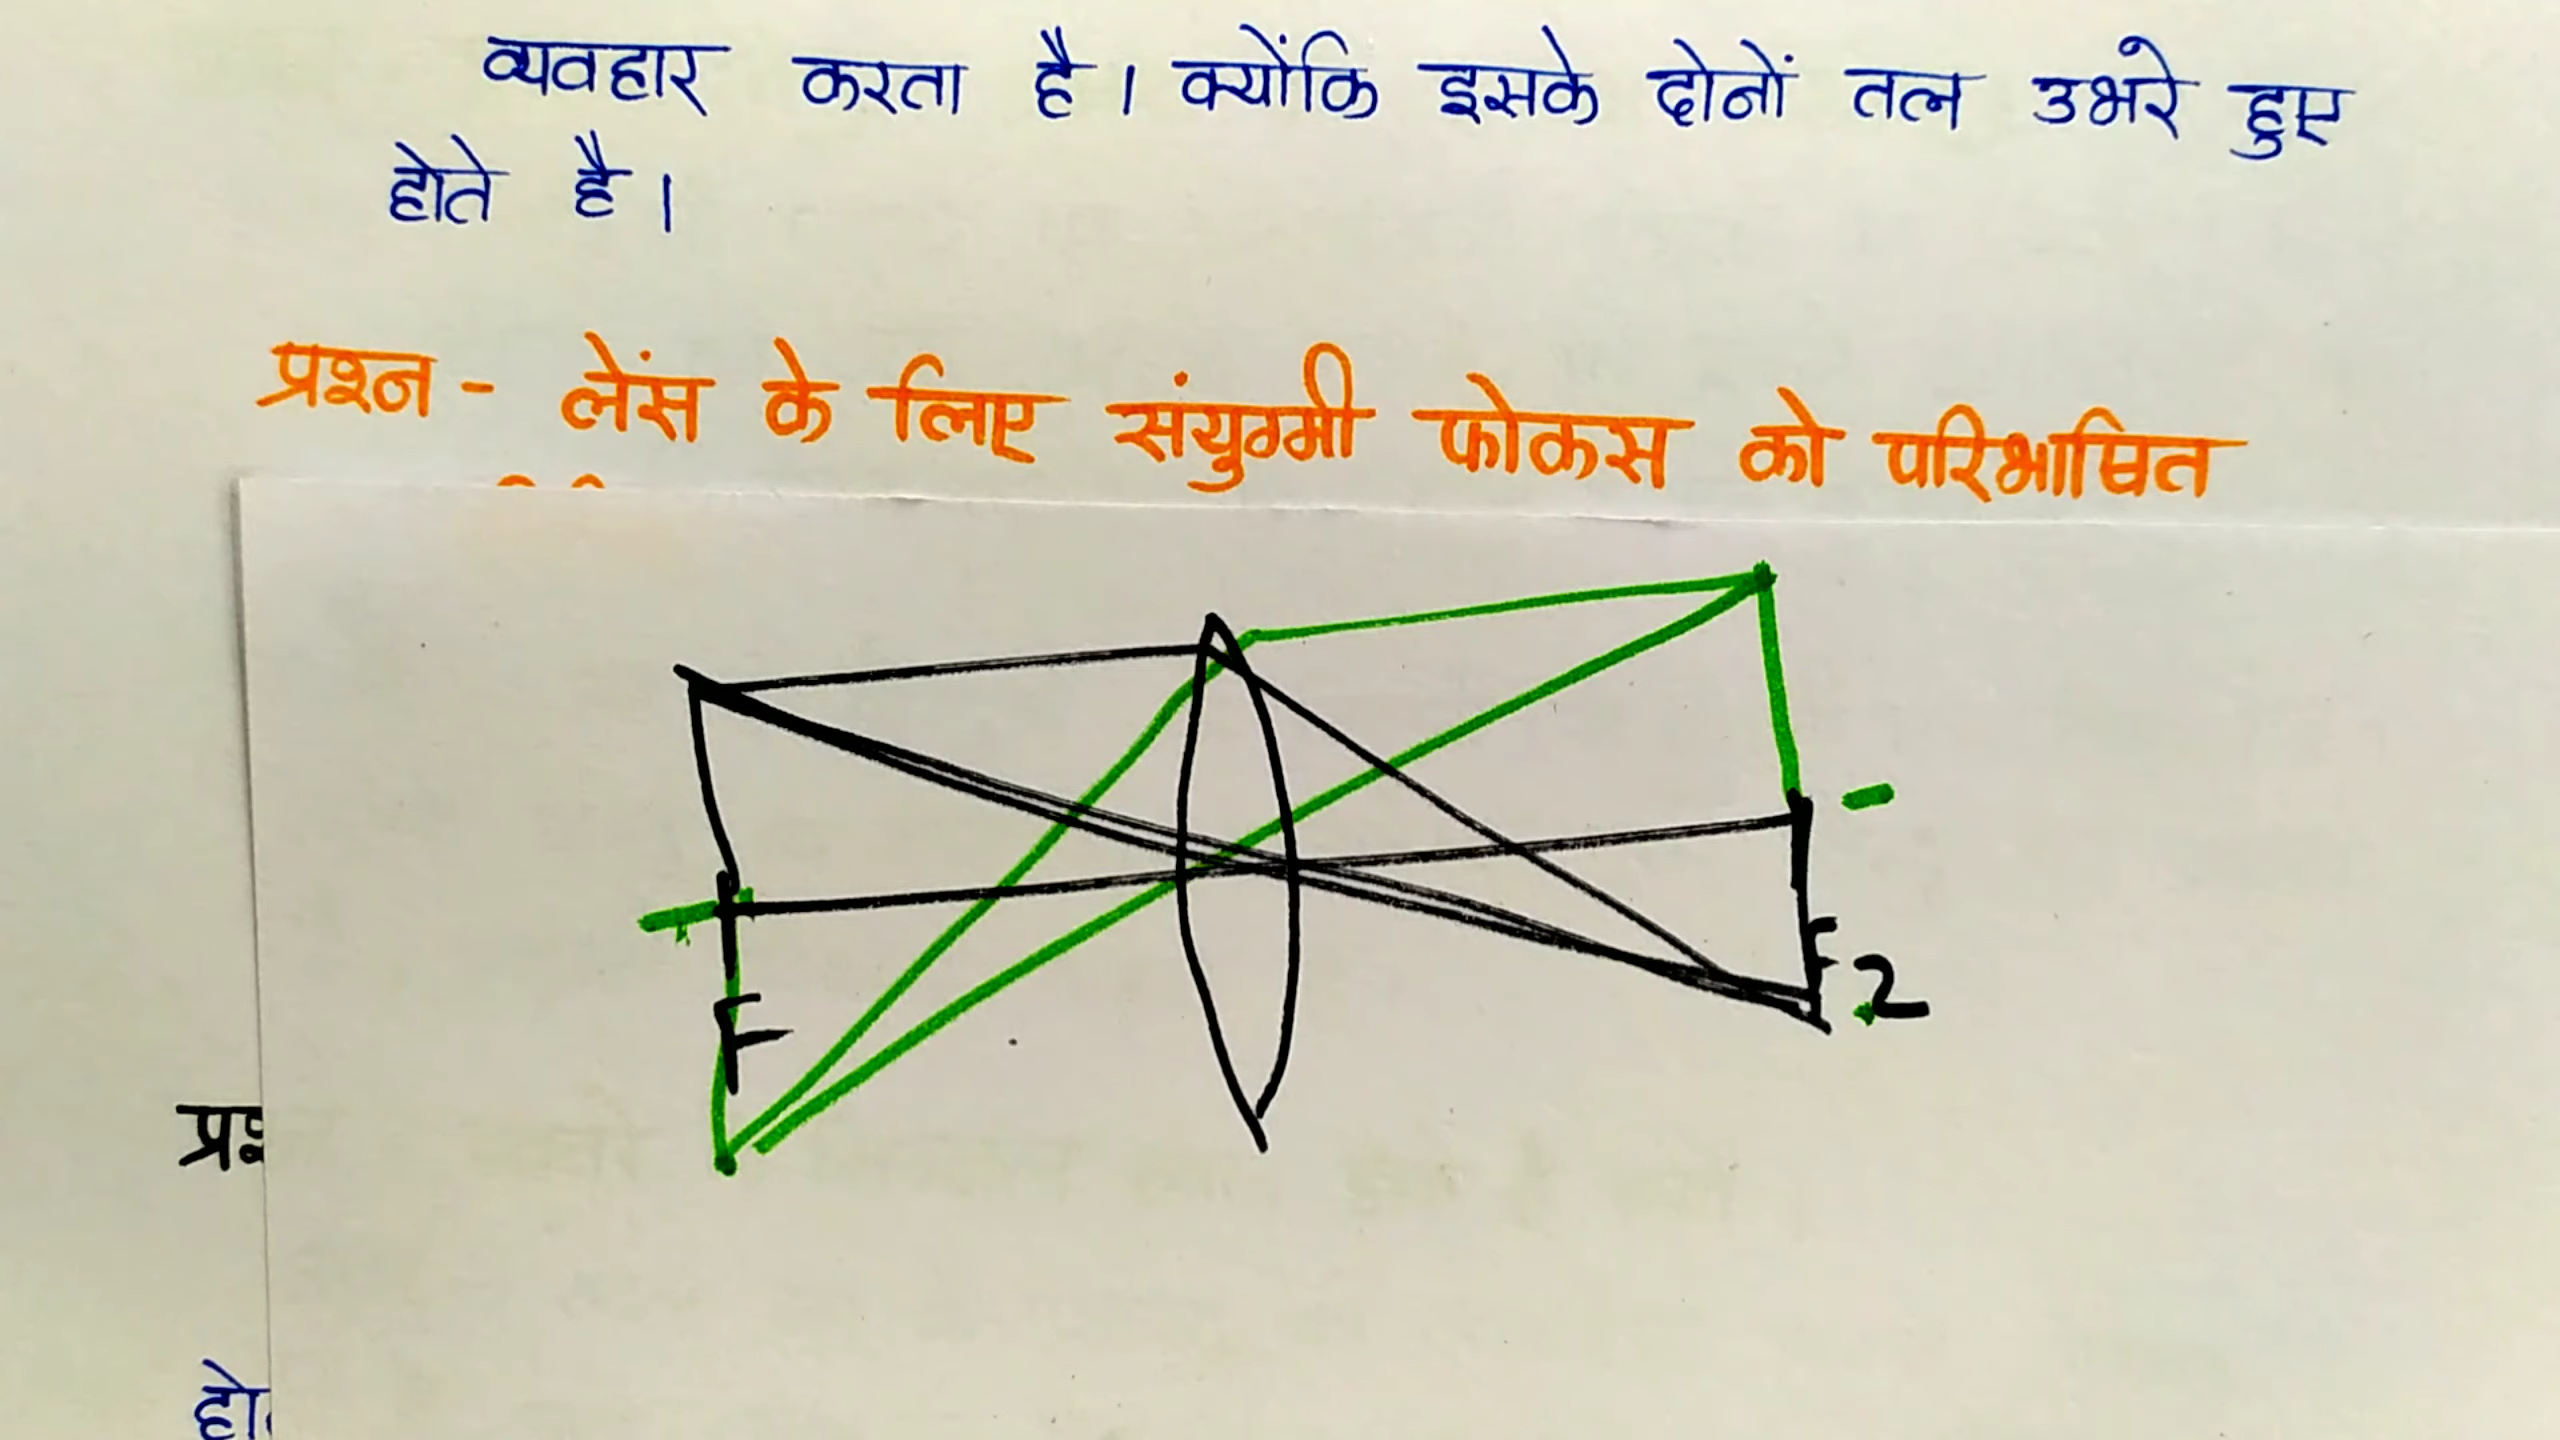 व्यवहार करता है। क्योंकि इसके दोनों तल उभरे हुए
होते है।
प्रश्न - लेंस के लिए संयुग्मी फोकस को परिभाषित
F
F2